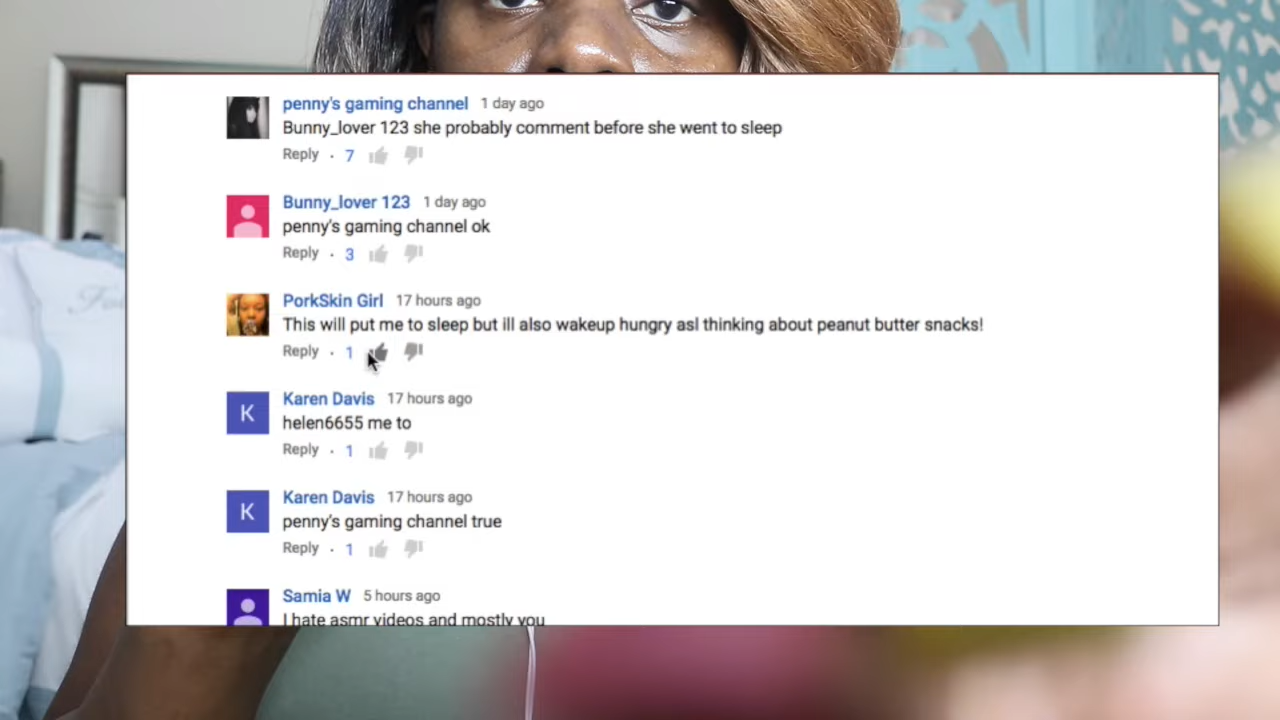 penny's gaming channel 1 day ago
Bunny_lover 123 she probably comment before she went to sleep
Reply · 7
Bunny_lover 123 1 day ago
penny's gaming channel ok
Reply · 3
PorkSkin Girl 17 hours ago
This will put me to sleep but ill also wakeup hungry asl thinking about peanut butter snacks!
Reply · 1
K Karen Davis 17 hours ago
helen6655 me to
Reply · 1
K Karen Davis 17 hours ago
penny's gaming channel true
Reply · 1
Samia W 5 hours ago
I hate asmr videos and mostly you